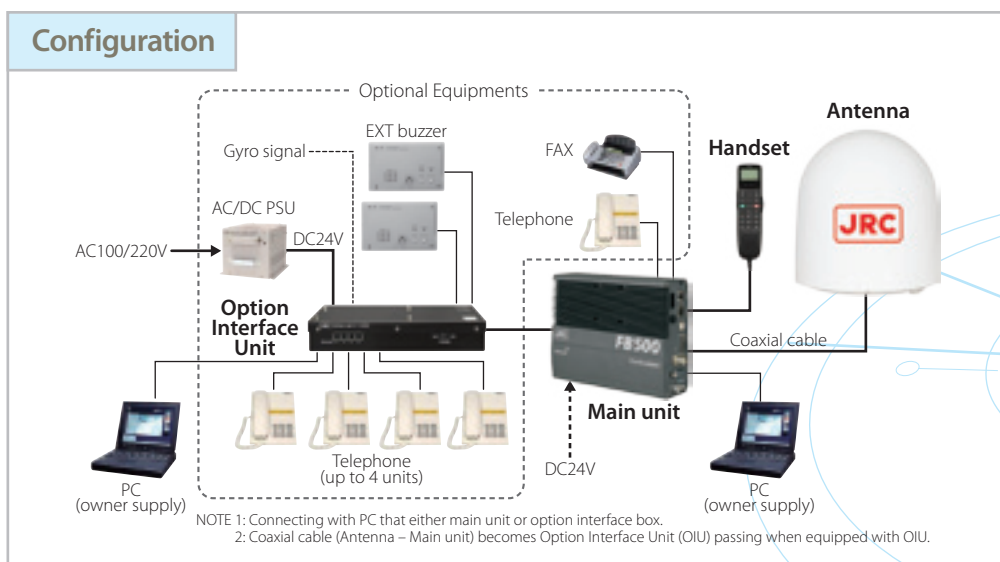 Configuration
Optional Equipments
EXT buzzer
Gyro signal
AC/DC PSU
AC100/220V
DC24V
Option
Interface
Unit
FAX
Telephone
Handset
Antenna
JRC
FB500
Coaxial cable
Main unit
DC24V
Telephone
(up to 4 units)
PC
(owner supply)
PC
(owner supply)
NOTE 1: Connecting with PC that either main unit or option interface box.
2: Coaxial cable (Antenna – Main unit) becomes Option Interface Unit (OIU) passing when equipped with OIU.